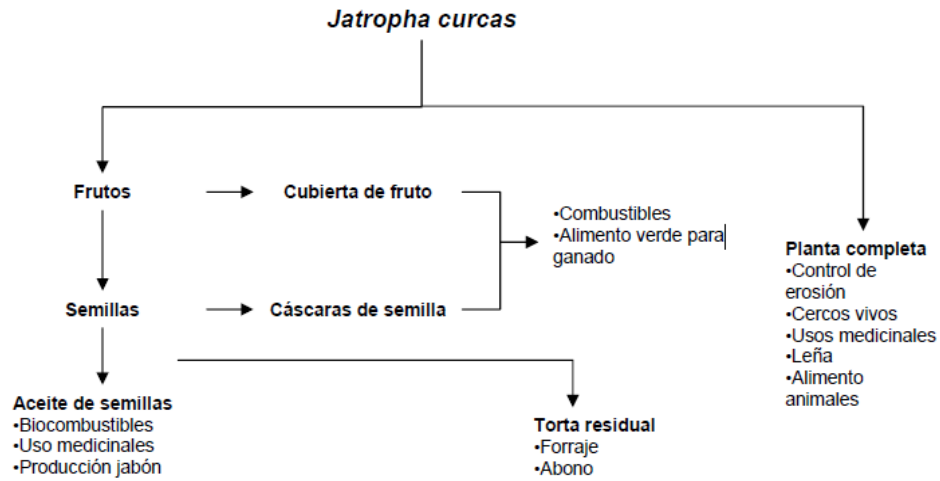 Jatropha curcas
Frutos
Cubierta de fruto
•Combustibles
•Alimento verde para
ganado
Planta completa
•Control de
erosión
•Cercos vivos
•Usos medicinales
•Leña
•Alimento
animales
Semillas
Cáscaras de semilla
Aceite de semillas
•Biocombustibles
•Uso medicinales
•Producción jabón
Torta residual
•Forraje
•Abono